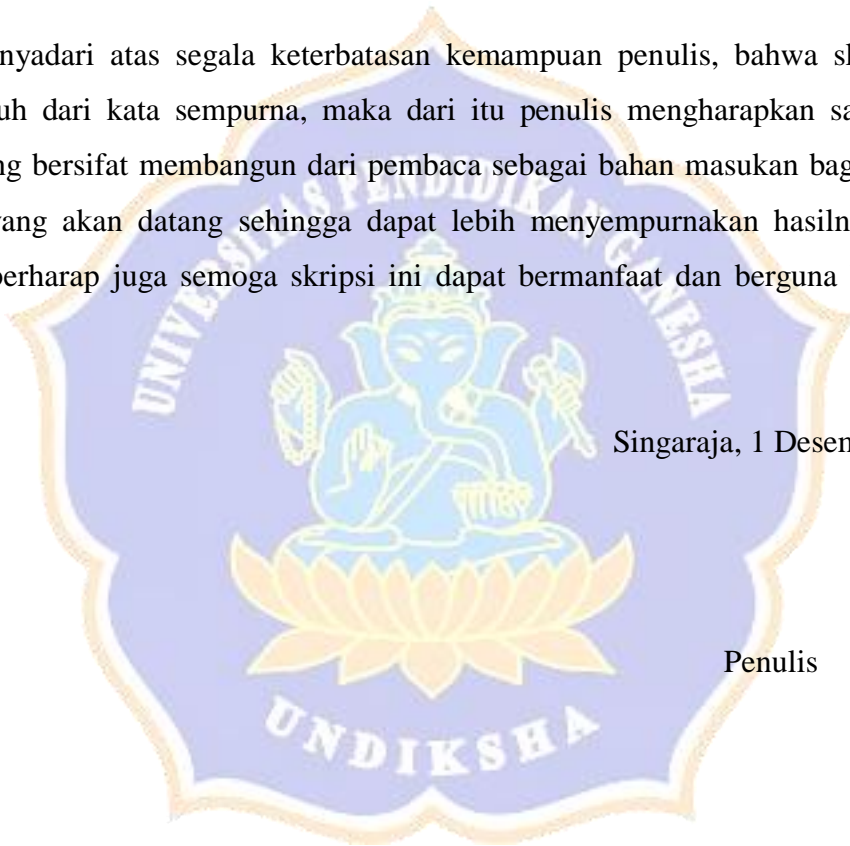 nyadari atas segala keterbatasan kemampuan penulis, bahwa sk
uh dari kata sempurna, maka dari itu penulis mengharapkan sa
ng bersifat membangun dari pembaca sebagai bahan masukan bag
yang akan datang sehingga dapat lebih menyempurnakan hasiln
berharap juga semoga skripsi ini dapat bermanfaat dan berguna
UNIVERSITAS PENDIDIKAN GANESHA
Singaraja, 1 Desem
Penulis
UNDIKSHA